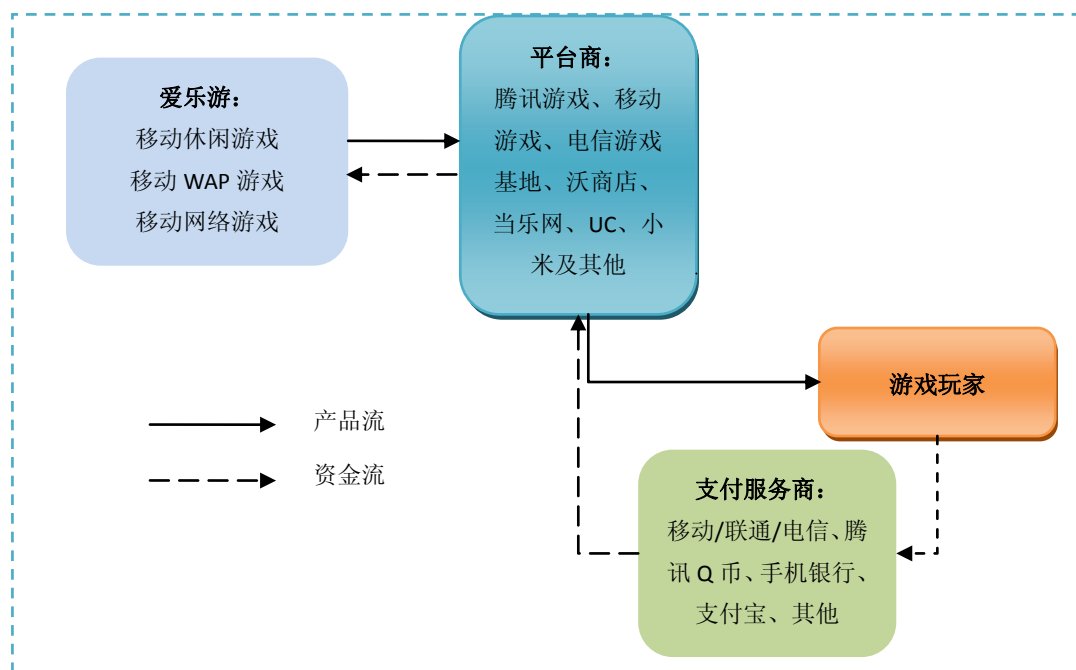 爱乐游：
移动休闲游戏
移动 WAP 游戏
移动网络游戏
平台商：
腾讯游戏、移动
游戏、电信游戏
基地、沃商店、
当乐网、UC、小
米及其他
游戏玩家
产品流
资金流
支付服务商：
移动/联通/电信、腾
讯 Q 币、手机银行、
支付宝、其他